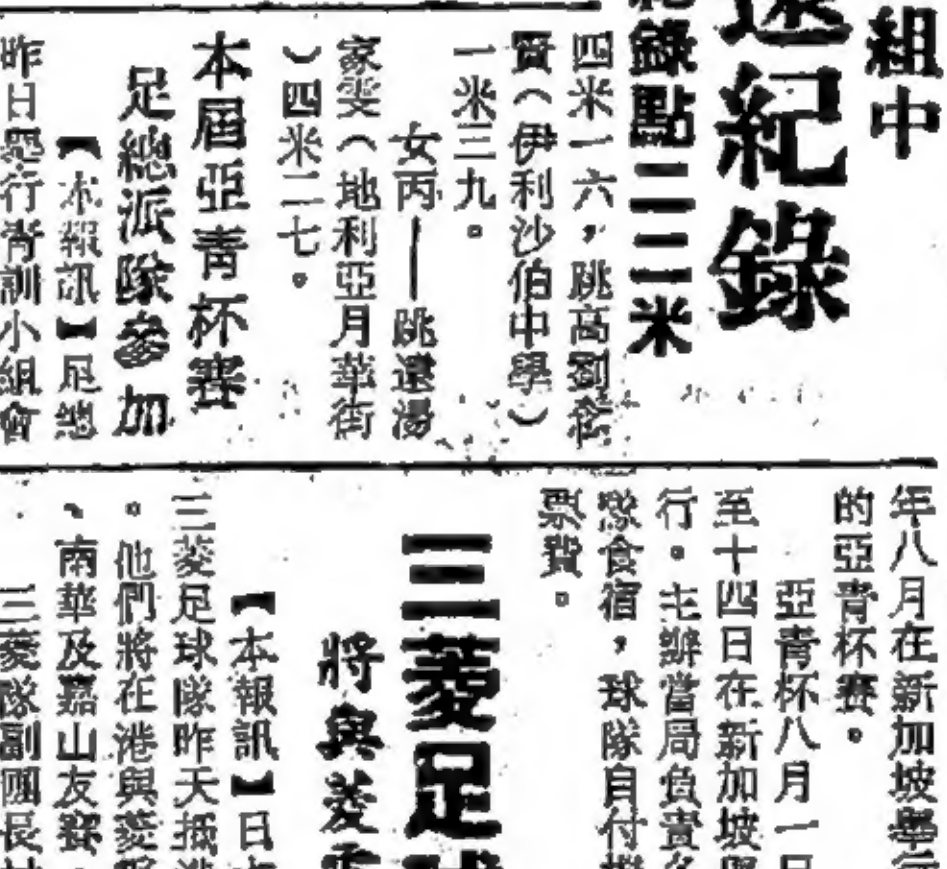 組中
遠紀錄
紀錄點二二米
四米一六，跳高劉
賢（伊利沙伯中學）
一米三九。
女丙——跳遠湯
家雯（地利亞月華街
）四米二七。
本屆亞青杯賽
足總派隊參加
【本報訊】足總
昨日舉行青訓小組會
年八月在新加坡舉行
的亞青杯賽。
亞青杯八月一日
至十四日在新加坡舉
行。主辦當局負責各
隊食宿，球隊自付機
票費。
三菱足球
將與菱電
【本報訊】日本
三菱足球隊昨天抵港
。他們將在港與菱電
、南華及嘉山友賽。
三菱隊副團長